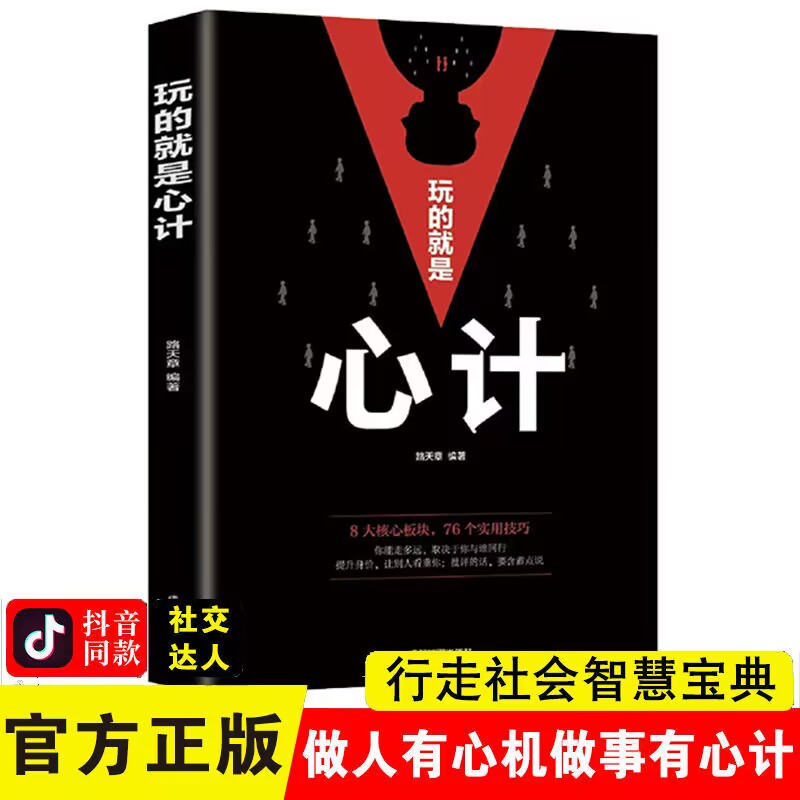 玩的就是心计
路天章 编著
玩的就是
心计
路天章 编著
8大核心板块，76个实用技巧
你能走多远，取决于你与谁同行
提升身价，让别人看重你；批评的话，要含蓄点说
抖音
同款
社交
达人
行走社会智慧宝典
官方正版
做人有心机做事有心计